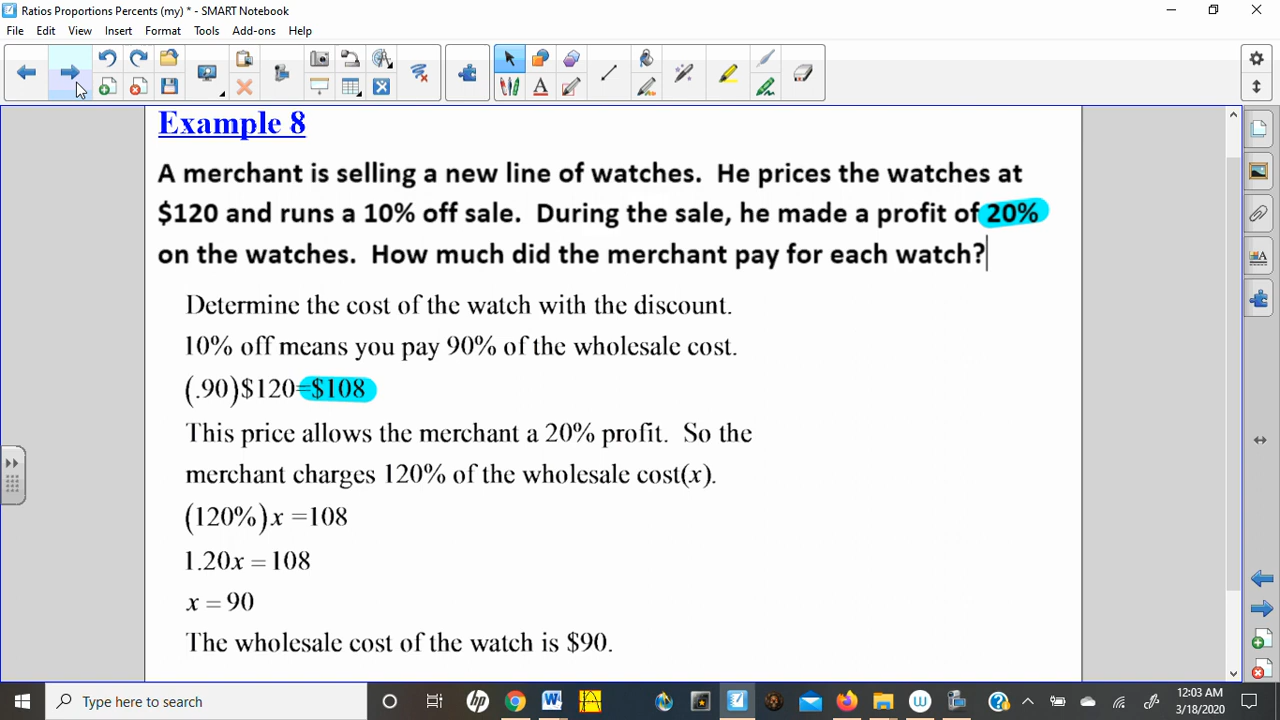 Ratios Proportions Percents (my) * - SMART Notebook
File Edit View Insert Format Tools Add-ons Help
Example 8
A merchant is selling a new line of watches. He prices the watches at
$120 and runs a 10% off sale. During the sale, he made a profit of 20%
on the watches. How much did the merchant pay for each watch?
Determine the cost of the watch with the discount.
10% off means you pay 90% of the wholesale cost.
(.90)$120=$108
This price allows the merchant a 20% profit. So the
merchant charges 120% of the wholesale cost(x).
(120%)x =108
1.20x = 108
x = 90
The wholesale cost of the watch is $90.
Type here to search
12:03 AM
3/18/2020